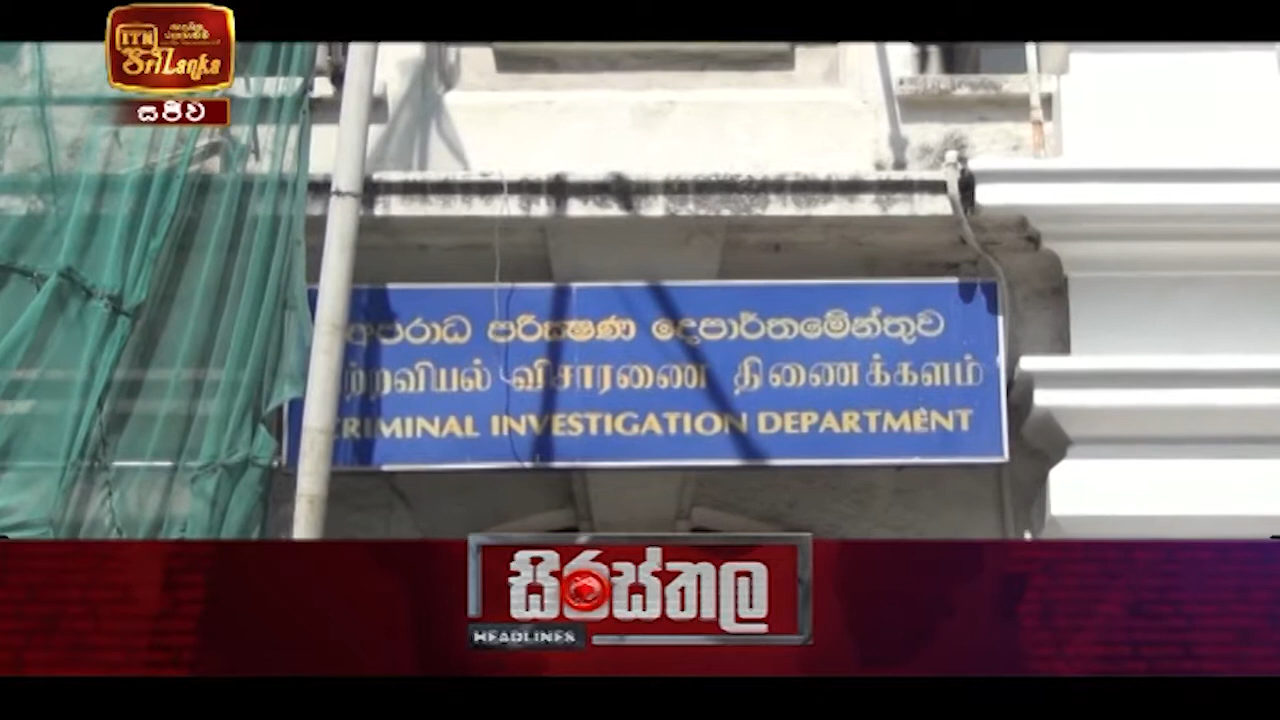 ITN
Sri Lanka
සජීව
අපරාධ පරීක්ෂණ දෙපාර්තමේන්තුව
ற்றவியல் விசாரணை திணைக்களம்
CRIMINAL INVESTIGATION DEPARTMENT
සිරස්තල
HEADLINES